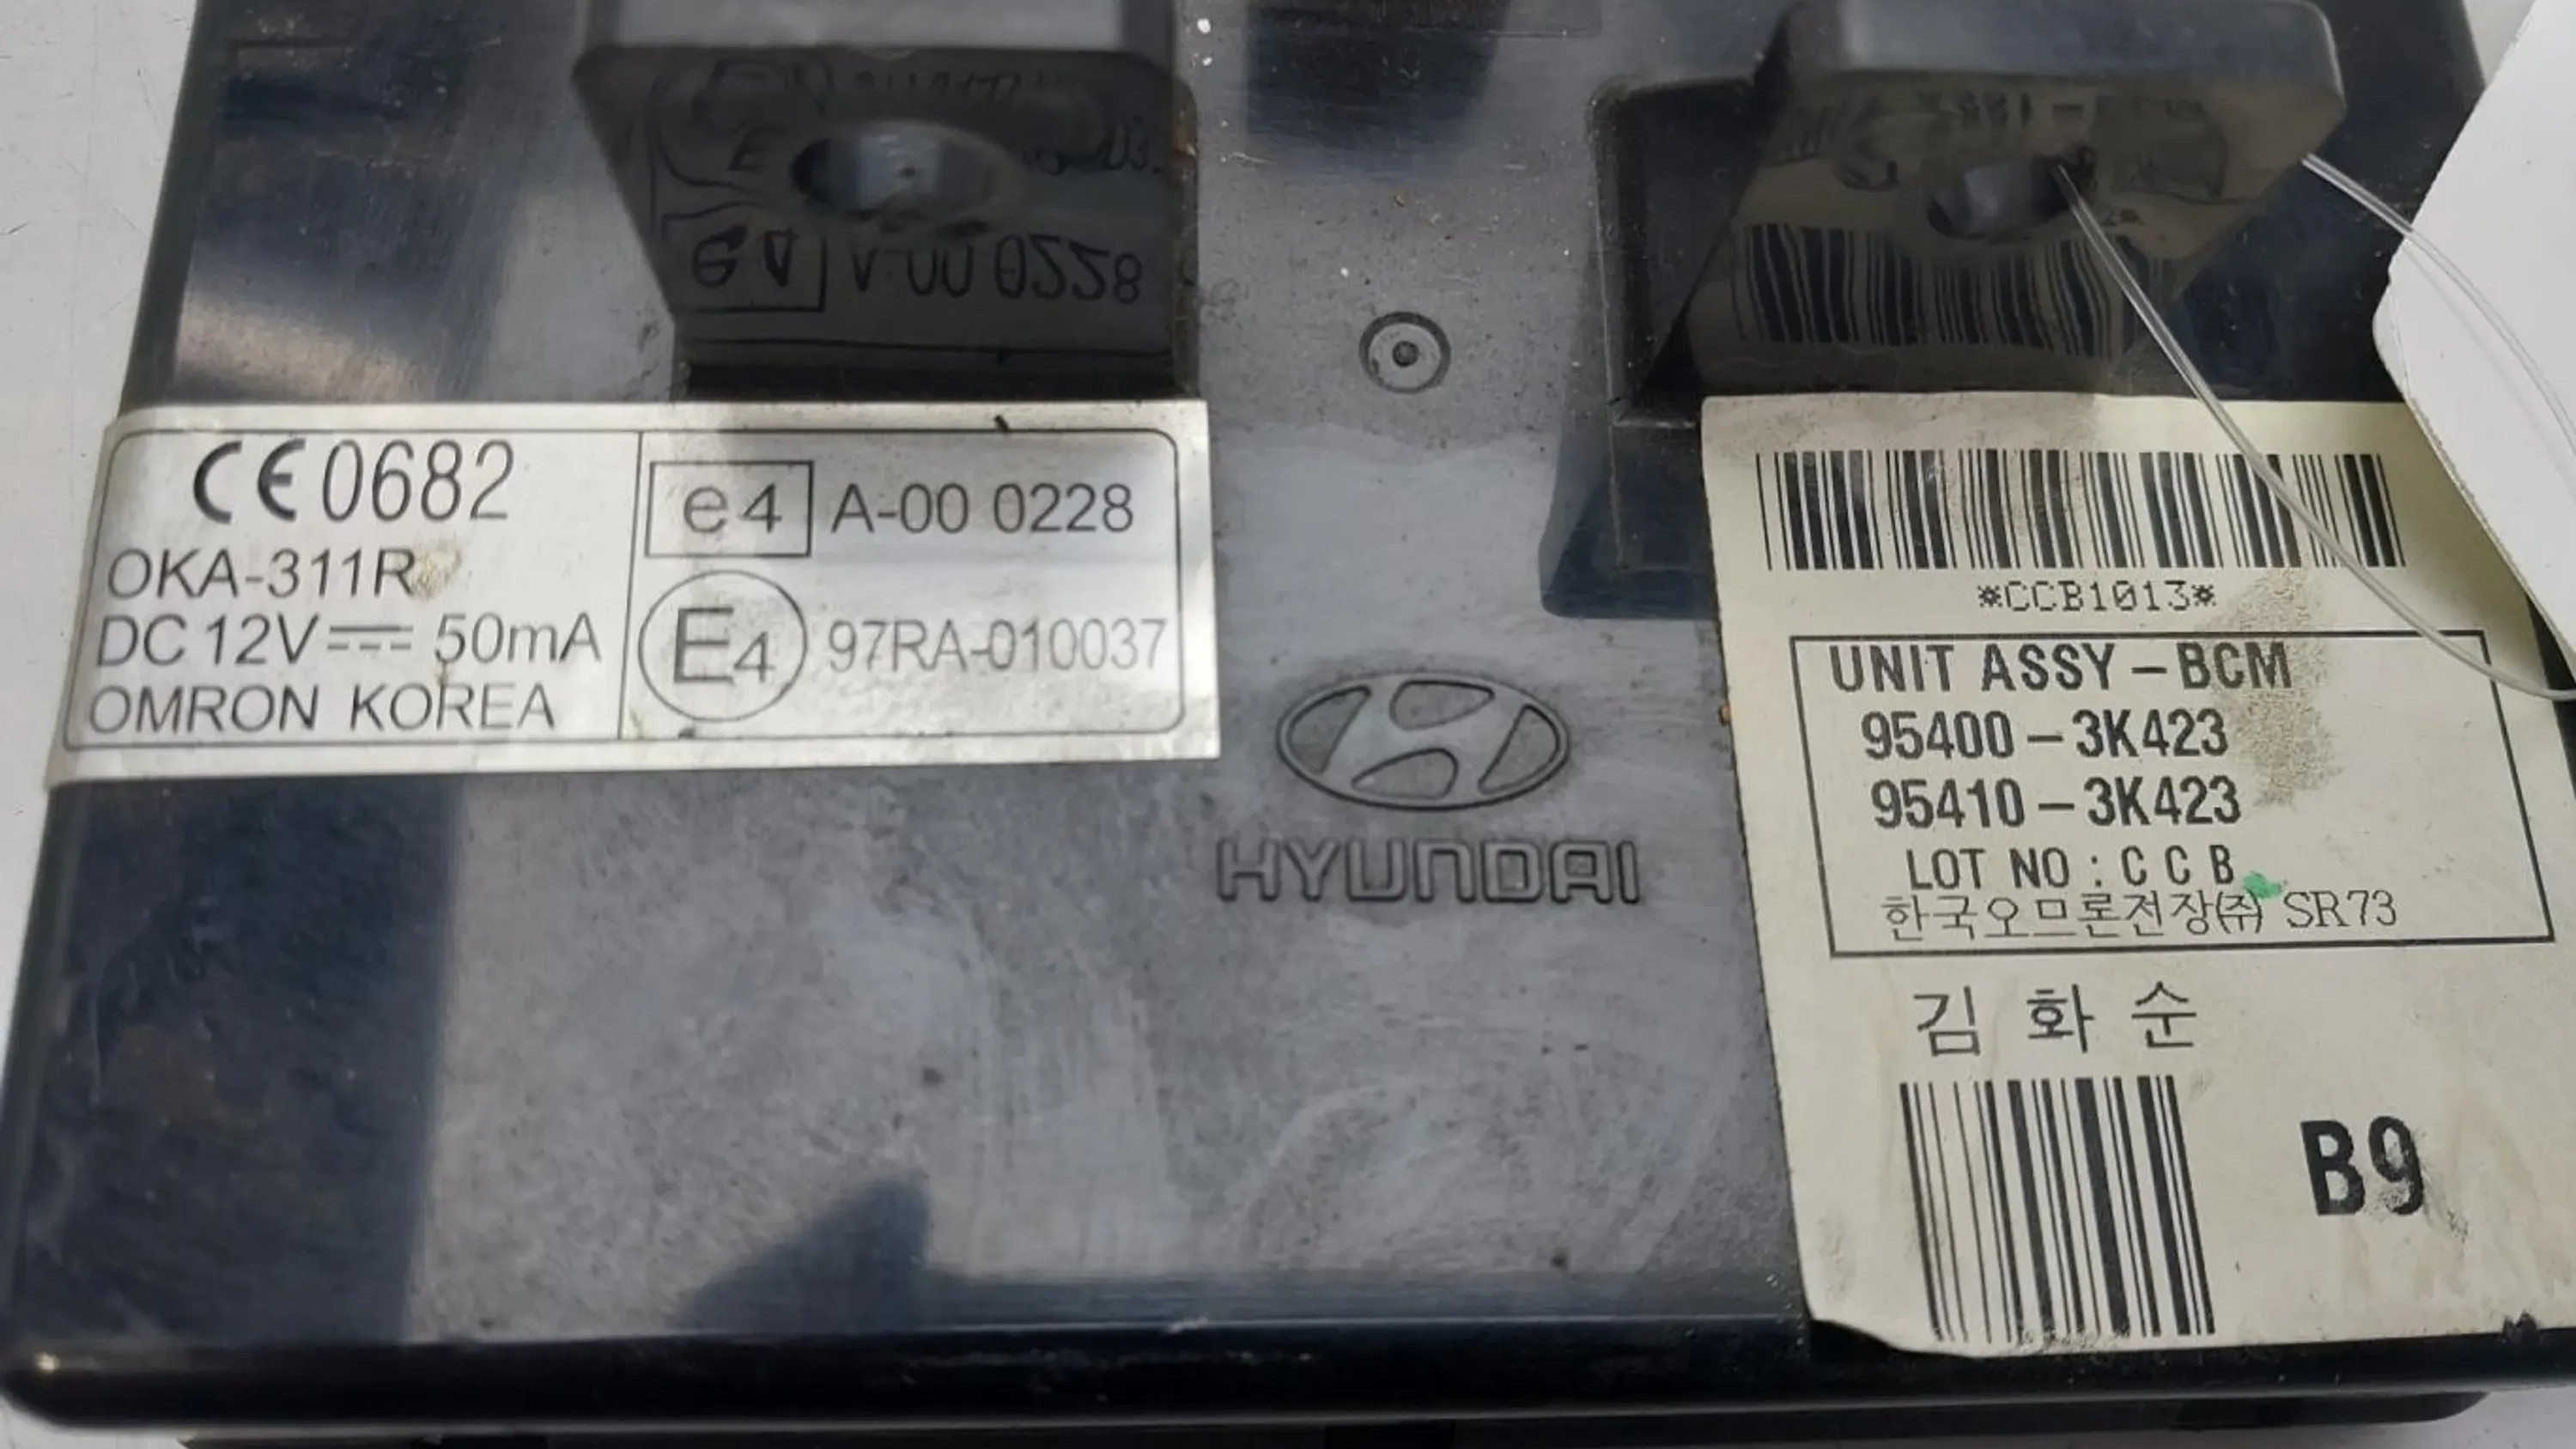 CE0682
OKA-311R
DC 12V⎓ 50mA
OMRON KOREA
e4 A-00 0228
E4 97RA-010037
HYUNDAI
*CCB1013*
UNIT ASSY-BCM
95400-3K423
95410-3K423
LOT NO : C C B
한국오므론전장㈜ SR73
김 화 순
B9